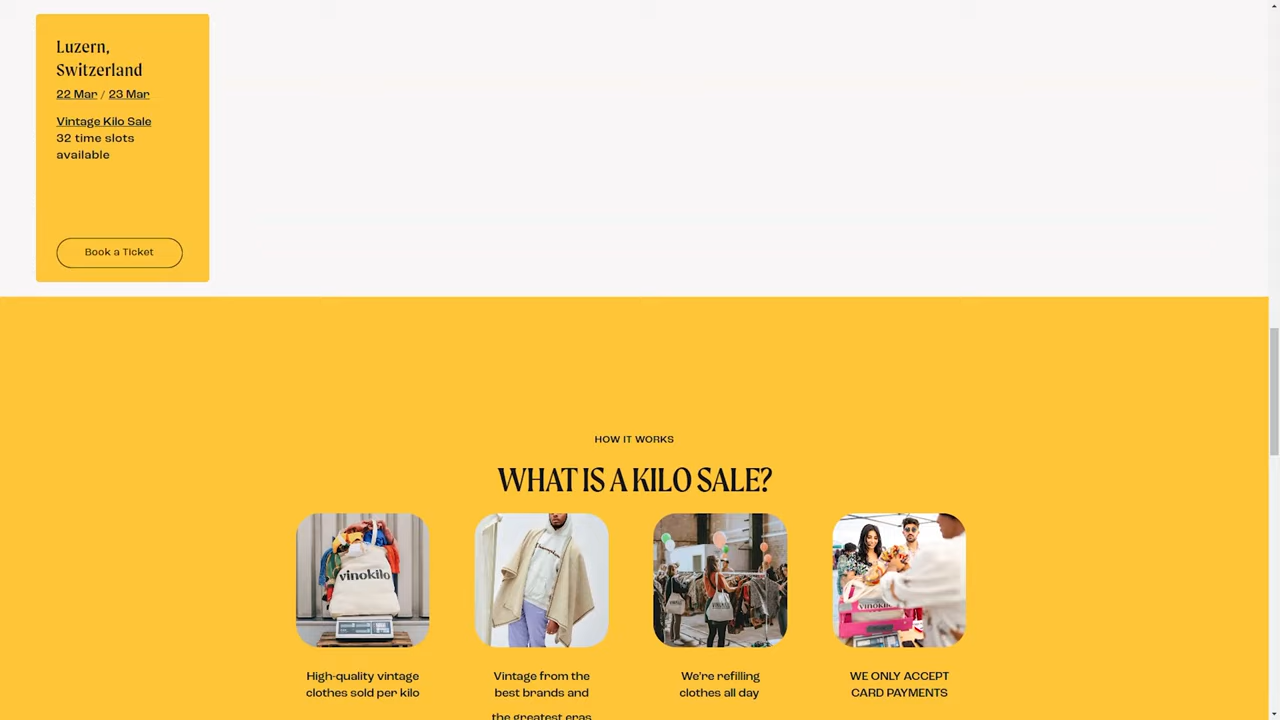 Luzern,
Switzerland
22 Mar / 23 Mar
Vintage Kilo Sale
32 time slots
available
Book a Ticket
HOW IT WORKS
WHAT IS A KILO SALE?
vinokilo
Champion
vinokilo
High-quality vintage
clothes sold per kilo
Vintage from the
best brands and
the greatest eras
We're refilling
clothes all day
WE ONLY ACCEPT
CARD PAYMENTS